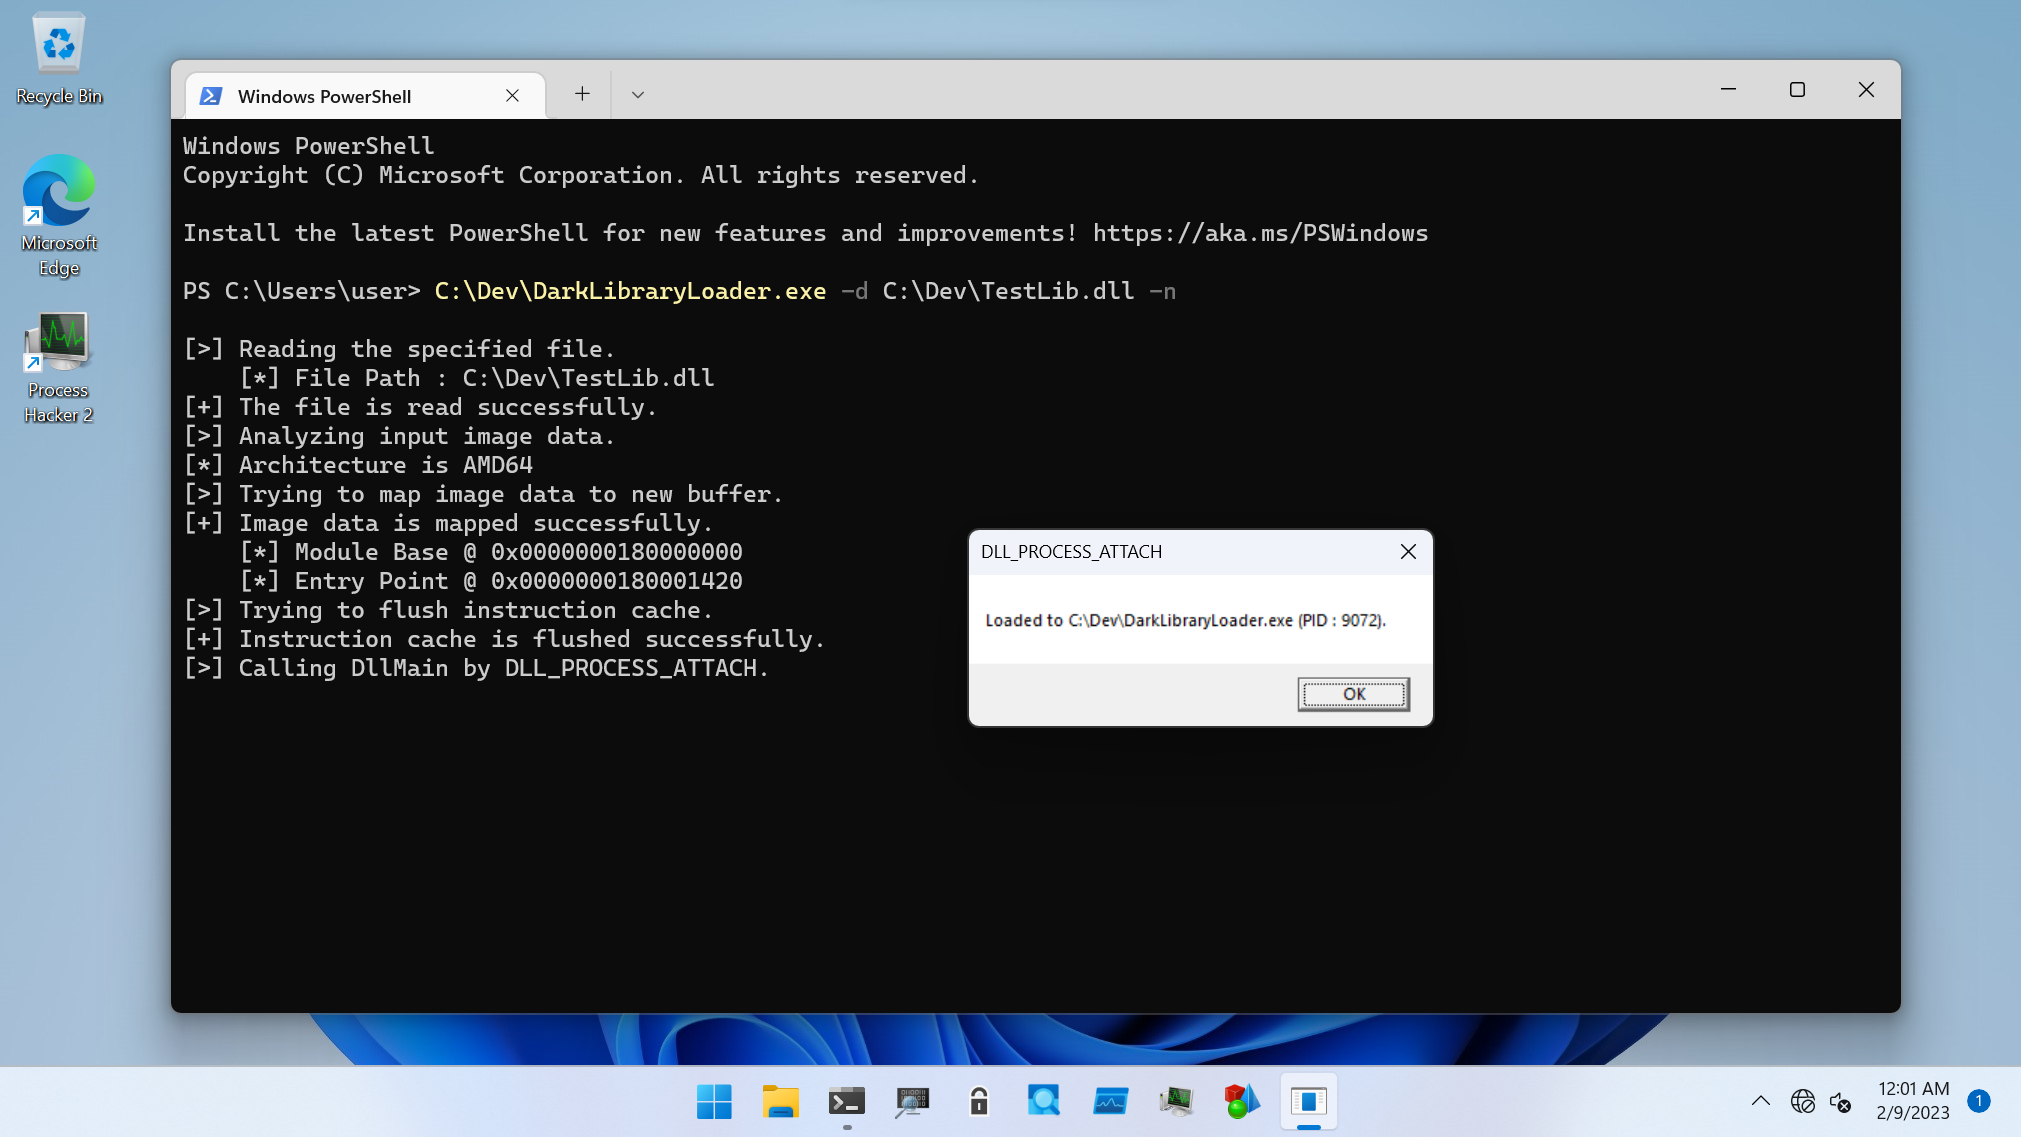 Recycle Bin
Microsoft
Edge
Process
Hacker 2
Windows PowerShell
Windows PowerShell
Copyright (C) Microsoft Corporation. All rights reserved.
Install the latest PowerShell for new features and improvements! https://aka.ms/PSWindows
PS C:\Users\user> C:\Dev\DarkLibraryLoader.exe -d C:\Dev\TestLib.dll -n
[>] Reading the specified file.
    [*] File Path : C:\Dev\TestLib.dll
[+] The file is read successfully.
[>] Analyzing input image data.
[*] Architecture is AMD64
[>] Trying to map image data to new buffer.
[+] Image data is mapped successfully.
    [*] Module Base @ 0x0000000180000000
    [*] Entry Point @ 0x0000000180001420
[>] Trying to flush instruction cache.
[+] Instruction cache is flushed successfully.
[>] Calling DllMain by DLL_PROCESS_ATTACH.
DLL_PROCESS_ATTACH
Loaded to C:\Dev\DarkLibraryLoader.exe (PID : 9072).
OK
12:01 AM
2/9/2023
1